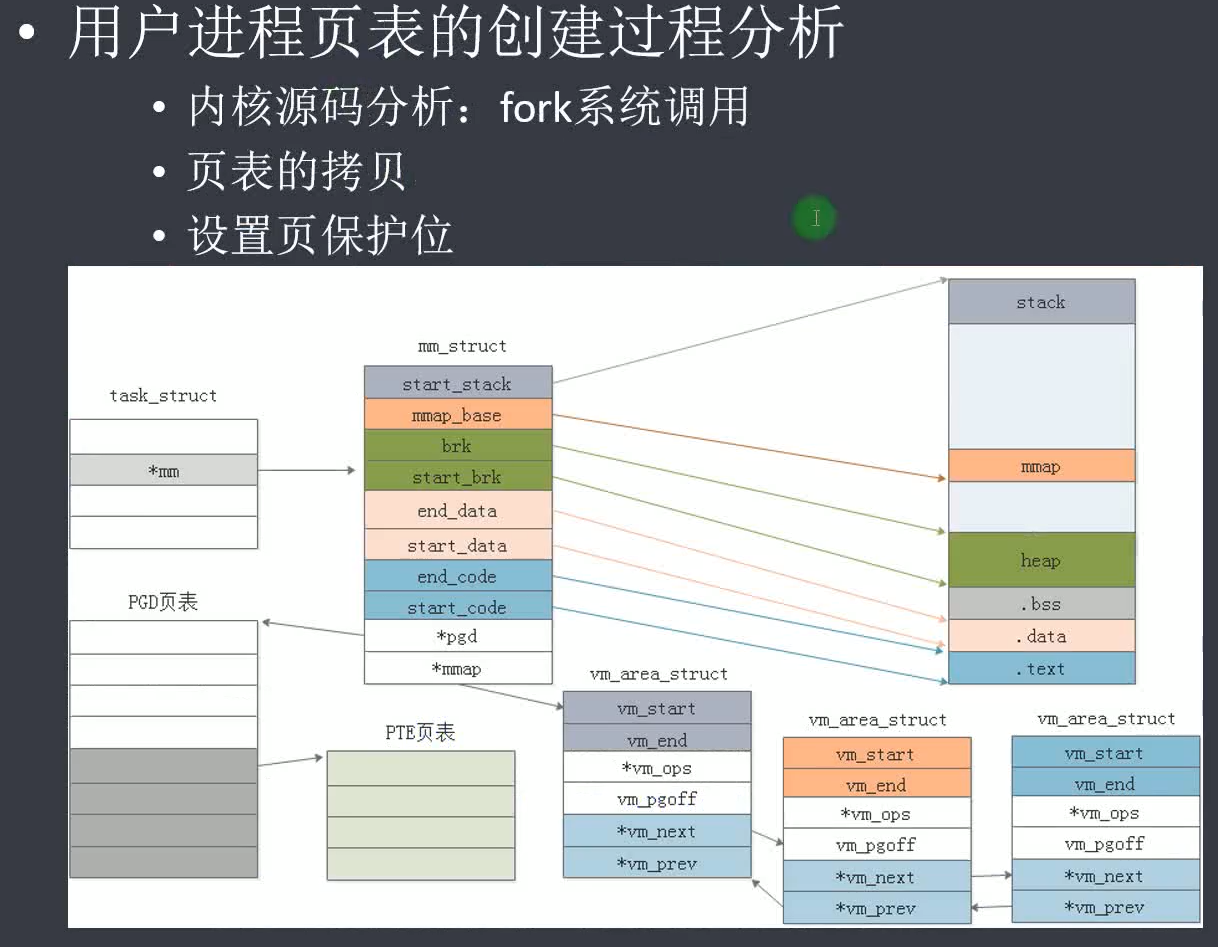 • 用户进程页表的创建过程分析
• 内核源码分析：fork系统调用
• 页表的拷贝
• 设置页保护位
task_struct
*mm
mm_struct
start_stack
mmap_base
brk
start_brk
end_data
start_data
end_code
start_code
*pgd
*mmap
stack
mmap
heap
.bss
.data
.text
PGD页表
PTE页表
vm_area_struct
vm_start
vm_end
*vm_ops
vm_pgoff
*vm_next
*vm_prev
vm_area_struct
vm_start
vm_end
*vm_ops
vm_pgoff
*vm_next
*vm_prev
vm_area_struct
vm_start
vm_end
*vm_ops
vm_pgoff
*vm_next
*vm_prev